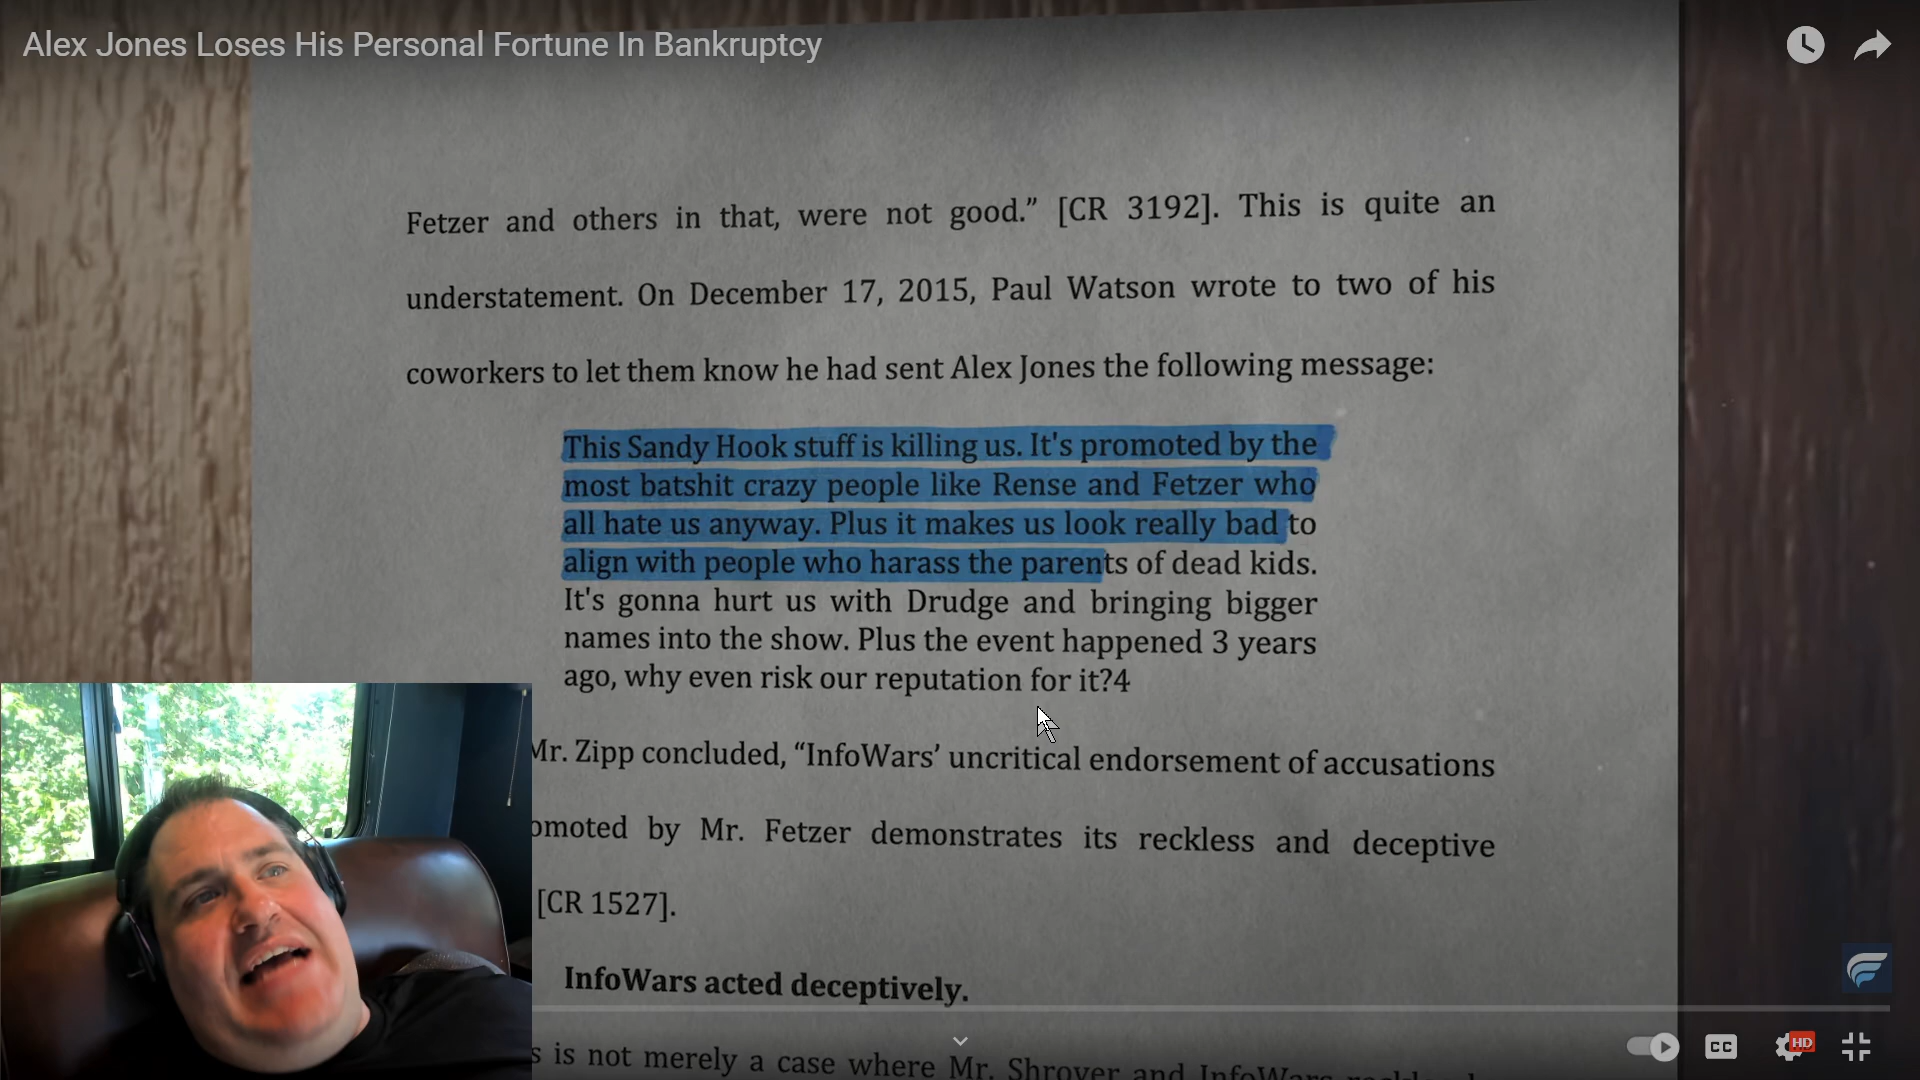 Alex Jones Loses His Personal Fortune In Bankruptcy
Fetzer and others in that, were not good.” [CR 3192]. This is quite an
understatement. On December 17, 2015, Paul Watson wrote to two of his
coworkers to let them know he had sent Alex Jones the following message:
This Sandy Hook stuff is killing us. It's promoted by the
most batshit crazy people like Rense and Fetzer who
all hate us anyway. Plus it makes us look really bad to
align with people who harass the parents of dead kids.
It's gonna hurt us with Drudge and bringing bigger
names into the show. Plus the event happened 3 years
ago, why even risk our reputation for it?4
Mr. Zipp concluded, “InfoWars’ uncritical endorsement of accusations
omoted by Mr. Fetzer demonstrates its reckless and deceptive
[CR 1527].
InfoWars acted deceptively.
s is not merely a case where Mr. Shroyer and InfoWars
CC
HD